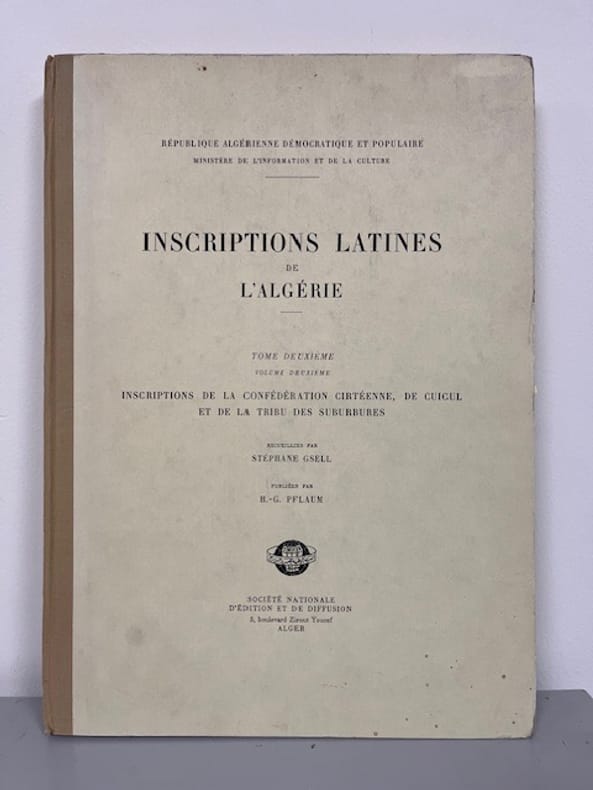 RÉPUBLIQUE ALGÉRIENNE DÉMOCRATIQUE ET POPULAIRE
MINISTÈRE DE L'INFORMATION ET DE LA CULTURE
INSCRIPTIONS LATINES
DE
L'ALGÉRIE
TOME DEUXIÈME
VOLUME DEUXIÈME
INSCRIPTIONS DE LA CONFÉDÉRATION CIRTÉENNE, DE CUICUL
ET DE LA TRIBU DES SUBURBURES
RECUEILLIES PAR
STÉPHANE GSELL
PUBLIÉES PAR
H.-G. PFLAUM
SOCIÉTÉ NATIONALE
D'ÉDITION ET DE DIFFUSION
3, boulevard Zirout Youcef
ALGER